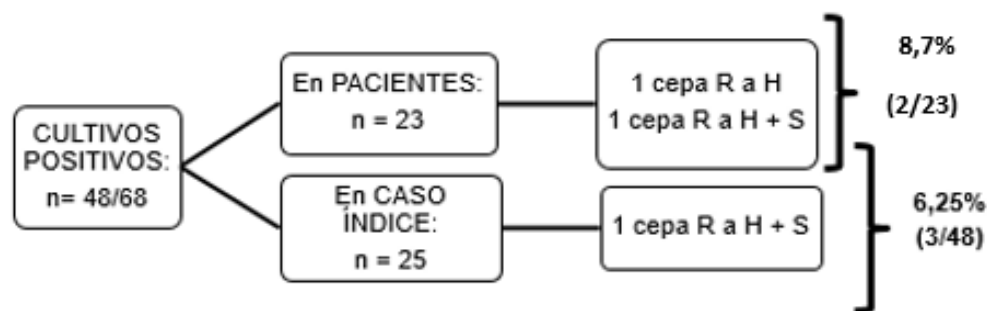 CULTIVOS
POSITIVOS:
n= 48/68
En PACIENTES:
n = 23
1 cepa R a H
1 cepa R a H + S
8,7%
(2/23)
En CASO
ÍNDICE:
n = 25
1 cepa R a H + S
6,25%
(3/48)